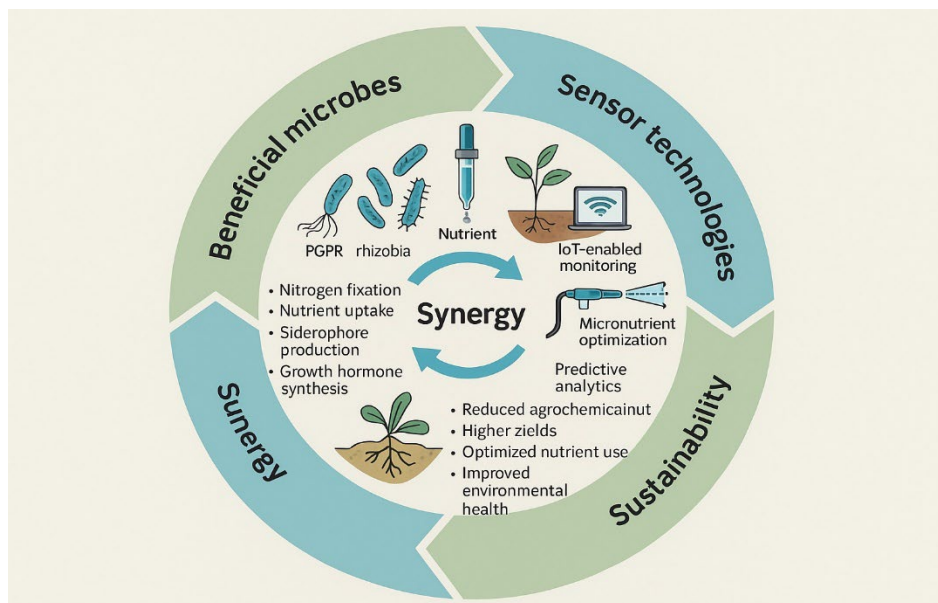 Beneficial microbes
Sensor technologies
PGPR
rhizobia
Nutrient
IoT-enabled
monitoring
• Nitrogen fixation
• Nutrient uptake
• Siderophore
production
• Growth hormone
synthesis
Synergy
Micronutrient
optimization
Predictive
analytics
• Reduced agrochemicainut
• Higher zields
• Optimized nutrient use
• Improved
environmental
health
Sustainability
Sunergy